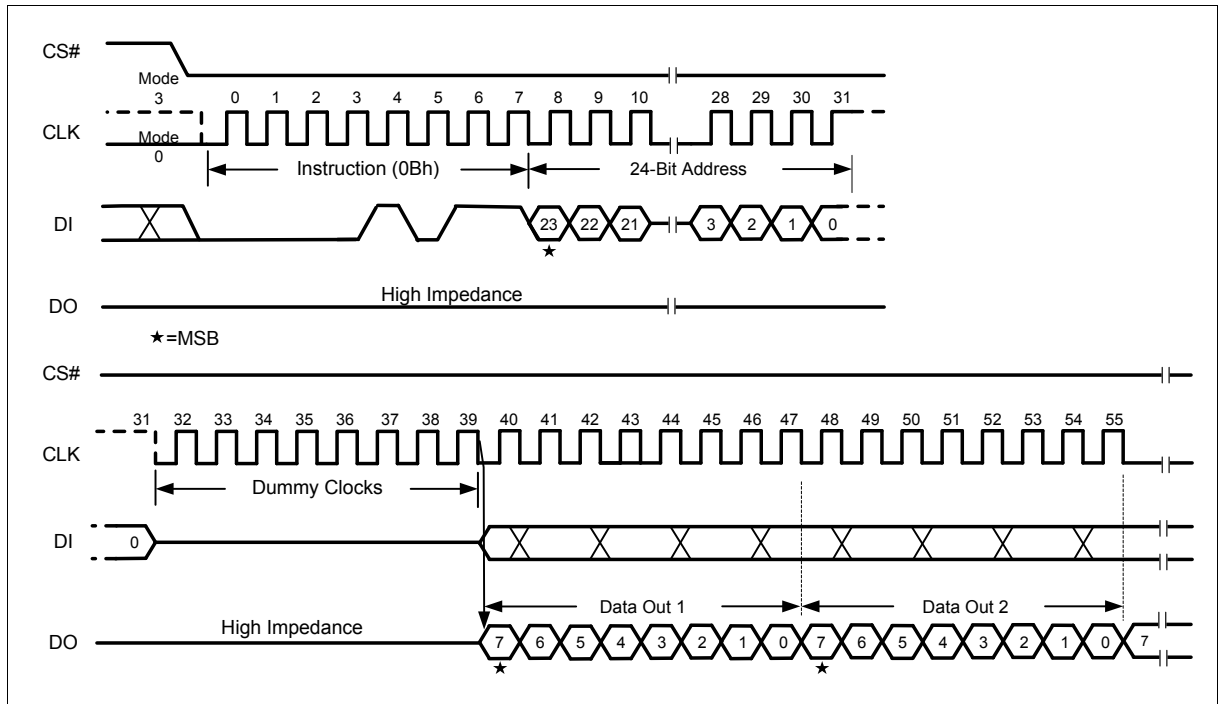 CS#
Mode
3
0 1 2 3 4 5 6 7 8 9 10 28 29 30 31
CLK
Mode
0
Instruction (0Bh) 24-Bit Address
DI 23 22 21 3 2 1 0
★
High Impedance
DO
★=MSB
CS#
31 32 33 34 35 36 37 38 39 40 41 42 43 44 45 46 47 48 49 50 51 52 53 54 55
CLK
Dummy Clocks
DI 0
Data Out 1 Data Out 2
High Impedance
DO 7 6 5 4 3 2 1 0 7 6 5 4 3 2 1 0 7
★ ★